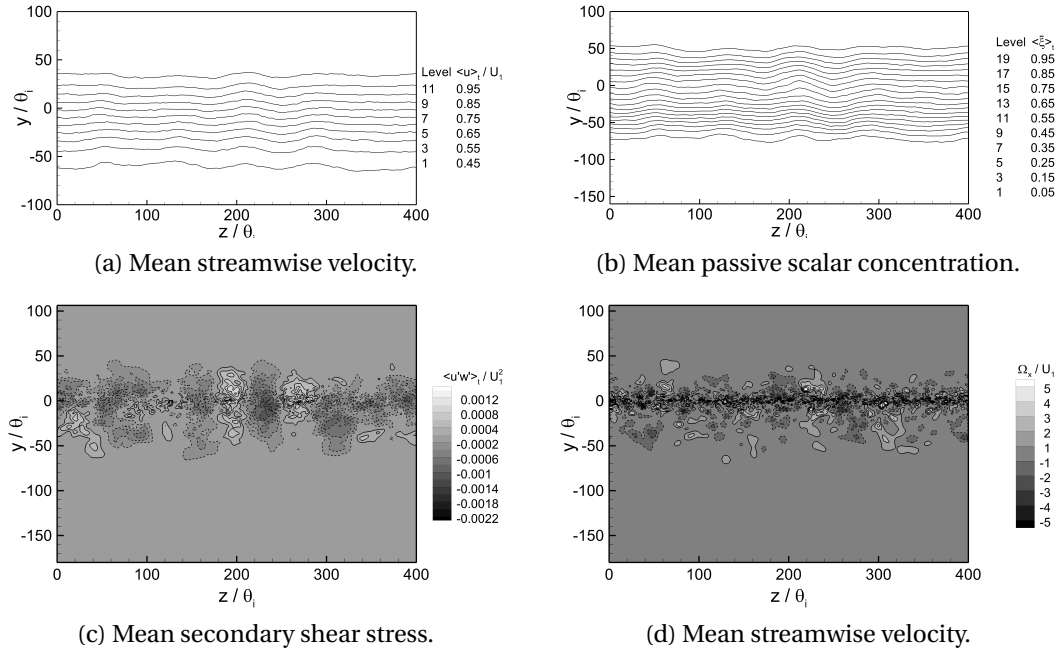 100
50
0
-50
-100
y / θi
0 100 200 300 400
z / θi
Level <u>t / U1
11 0.95
9 0.85
7 0.75
5 0.65
3 0.55
1 0.45
(a) Mean streamwise velocity.
100
50
0
-50
-100
-150
y / θi
0 100 200 300 400
z / θi
Level <ξ̄>t
19 0.95
17 0.85
15 0.75
13 0.65
11 0.55
9 0.45
7 0.35
5 0.25
3 0.15
1 0.05
(b) Mean passive scalar concentration.
100
50
0
-50
-100
-150
y / θi
0 100 200 300 400
z / θi
<u'w'>t / U1²
0.0012
0.0008
0.0004
-0.0002
-0.0006
-0.001
-0.0014
-0.0018
-0.0022
(c) Mean secondary shear stress.
100
50
0
-50
-100
-150
y / θi
0 100 200 300 400
z / θi
Ωx / U1
5
4
3
2
1
-1
-2
-3
-4
-5
(d) Mean streamwise velocity.